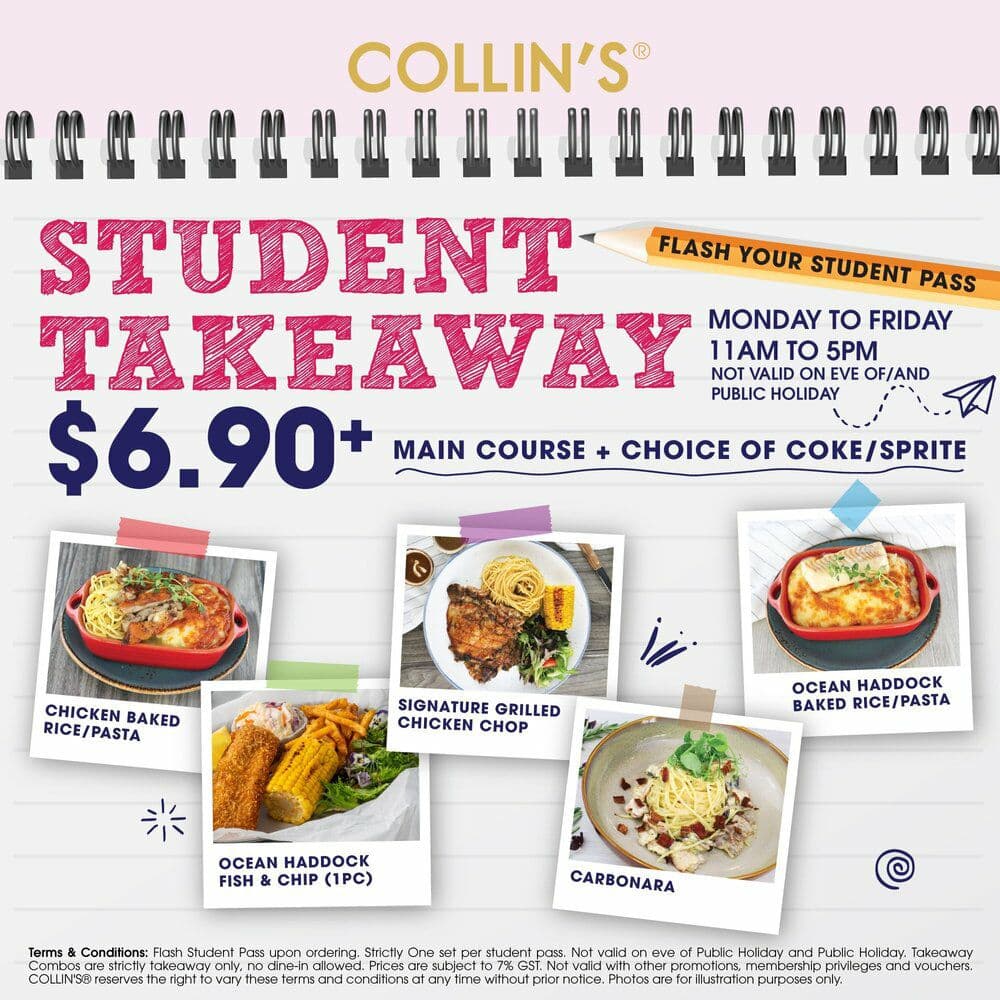 COLLIN'S®
STUDENT
TAKEAWAY
FLASH YOUR STUDENT PASS
MONDAY TO FRIDAY
11AM TO 5PM
NOT VALID ON EVE OF/AND
PUBLIC HOLIDAY
$6.90+
MAIN COURSE + CHOICE OF COKE/SPRITE
CHICKEN BAKED
RICE/PASTA
SIGNATURE GRILLED
CHICKEN CHOP
OCEAN HADDOCK
BAKED RICE/PASTA
OCEAN HADDOCK
FISH & CHIP (1PC)
CARBONARA
Terms & Conditions: Flash Student Pass upon ordering. Strictly One set per student pass. Not valid on eve of Public Holiday and Public Holiday. Takeaway
Combos are strictly takeaway only, no dine-in allowed. Prices are subject to 7% GST. Not valid with other promotions, membership privileges and vouchers.
COLLIN'S® reserves the right to vary these terms and conditions at any time without prior notice. Photos are for illustration purposes only.